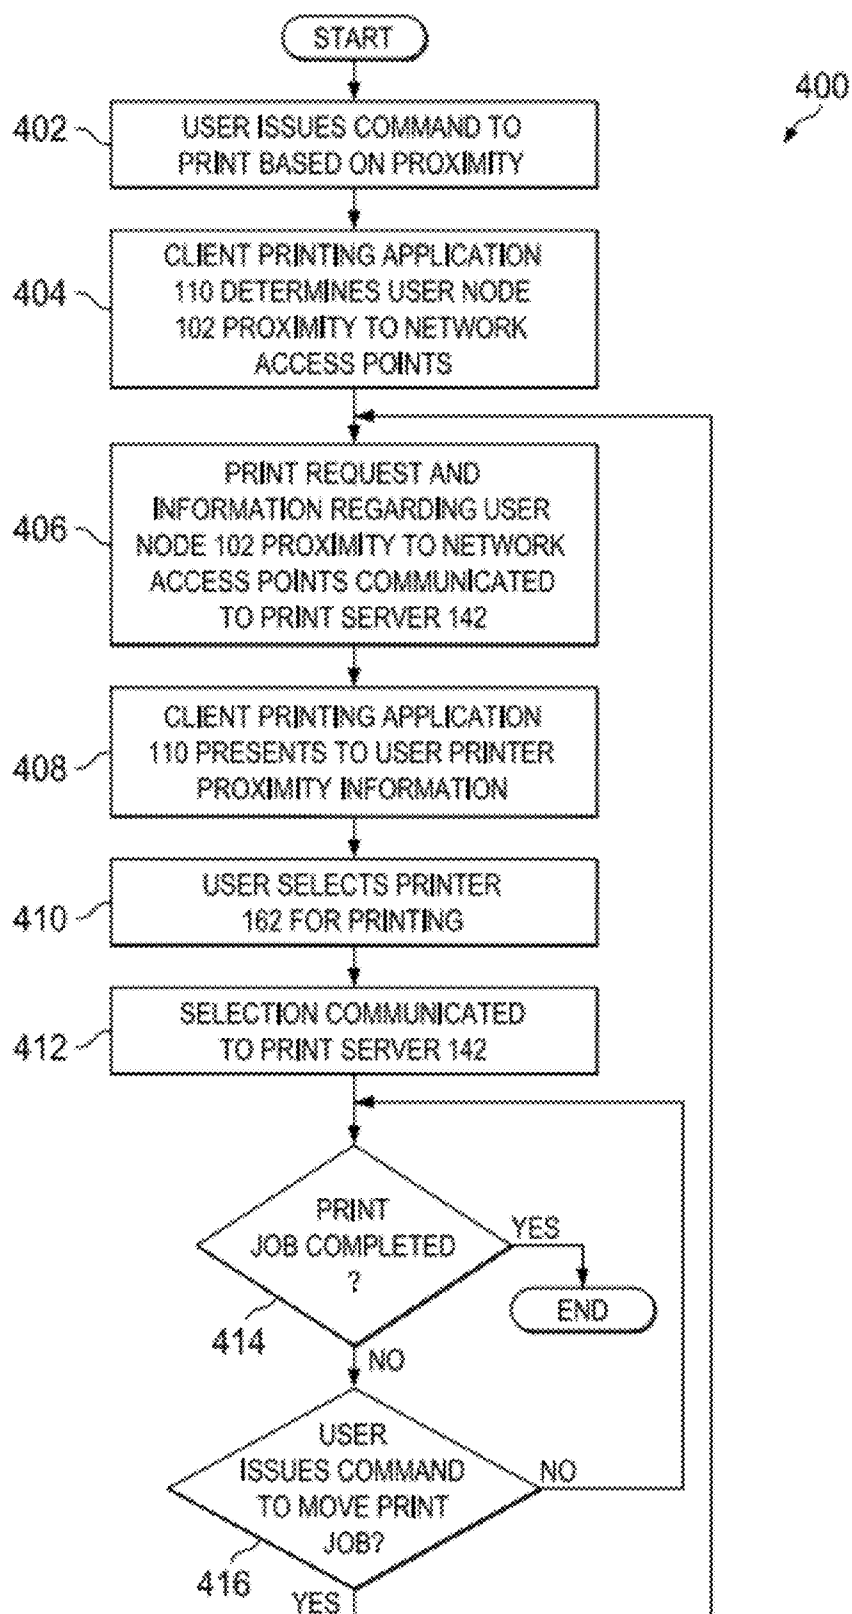 START
400
402
USER ISSUES COMMAND TO
PRINT BASED ON PROXIMITY
404
CLIENT PRINTING APPLICATION
110 DETERMINES USER NODE
102 PROXIMITY TO NETWORK
ACCESS POINTS
406
PRINT REQUEST AND
INFORMATION REGARDING USER
NODE 102 PROXIMITY TO NETWORK
ACCESS POINTS COMMUNICATED
TO PRINT SERVER 142
408
CLIENT PRINTING APPLICATION
110 PRESENTS TO USER PRINTER
PROXIMITY INFORMATION
410
USER SELECTS PRINTER
162 FOR PRINTING
412
SELECTION COMMUNICATED
TO PRINT SERVER 142
PRINT
JOB COMPLETED
?
YES
END
414
NO
USER
ISSUES COMMAND
TO MOVE PRINT
JOB?
NO
416
YES